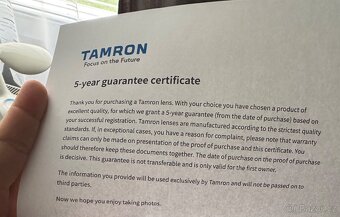 TAMRON
Focus on the Future
5-year guarantee certificate
Thank you for purchasing a Tamron lens. With your choice you have chosen a product of
excellent quality, for which we grant a 5-year guarantee (from the date of purchase) based on
your successful registration. Tamron lenses are manufactured according to the strictest quality
standards. If, in exceptional cases, you have a reason for complaint, please note that warranty
claims can only be made on presentation of the proof of purchase and this certificate. You
should therefore keep these documents together. The date of purchase on the proof of purchase
is decisive. This guarantee is not transferable and is only valid for the first owner.
The information you provide will be used exclusively by Tamron and will not be passed on to
third parties.
Now we hope you enjoy taking photos.